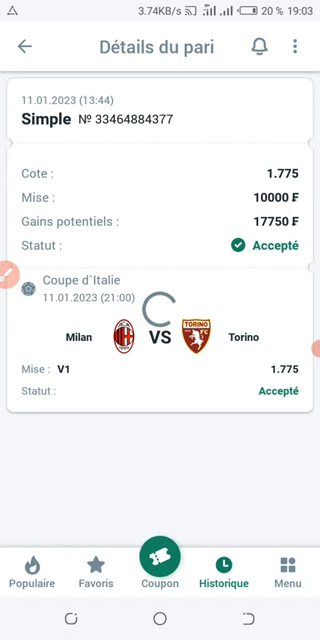 3.74KB/s 20 % 19:03
Détails du pari
11.01.2023 (13:44)
Simple № 33464884377
Cote : 1.775
Mise : 10000 ₣
Gains potentiels : 17750 ₣
Statut : Accepté
Coupe d`Italie
11.01.2023 (21:00)
Milan VS TORINO FC Torino
Mise : V1 1.775
Statut : Accepté
Populaire Favoris Coupon Historique Menu